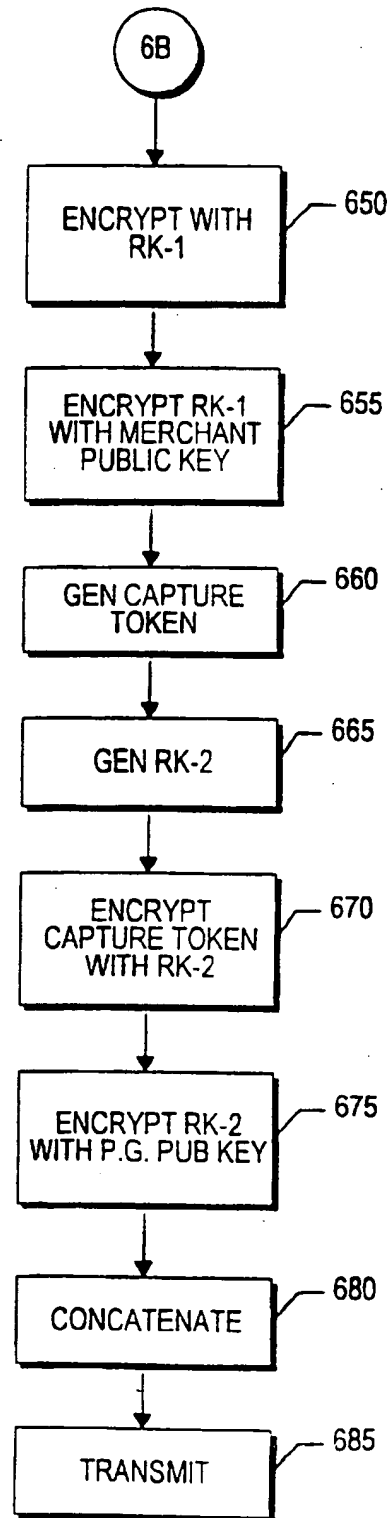 6B
ENCRYPT WITH
RK-1
650
ENCRYPT RK-1
WITH MERCHANT
PUBLIC KEY
655
GEN CAPTURE
TOKEN
660
GEN RK-2
665
ENCRYPT
CAPTURE TOKEN
WITH RK-2
670
ENCRYPT RK-2
WITH P.G. PUB KEY
675
CONCATENATE
680
TRANSMIT
685